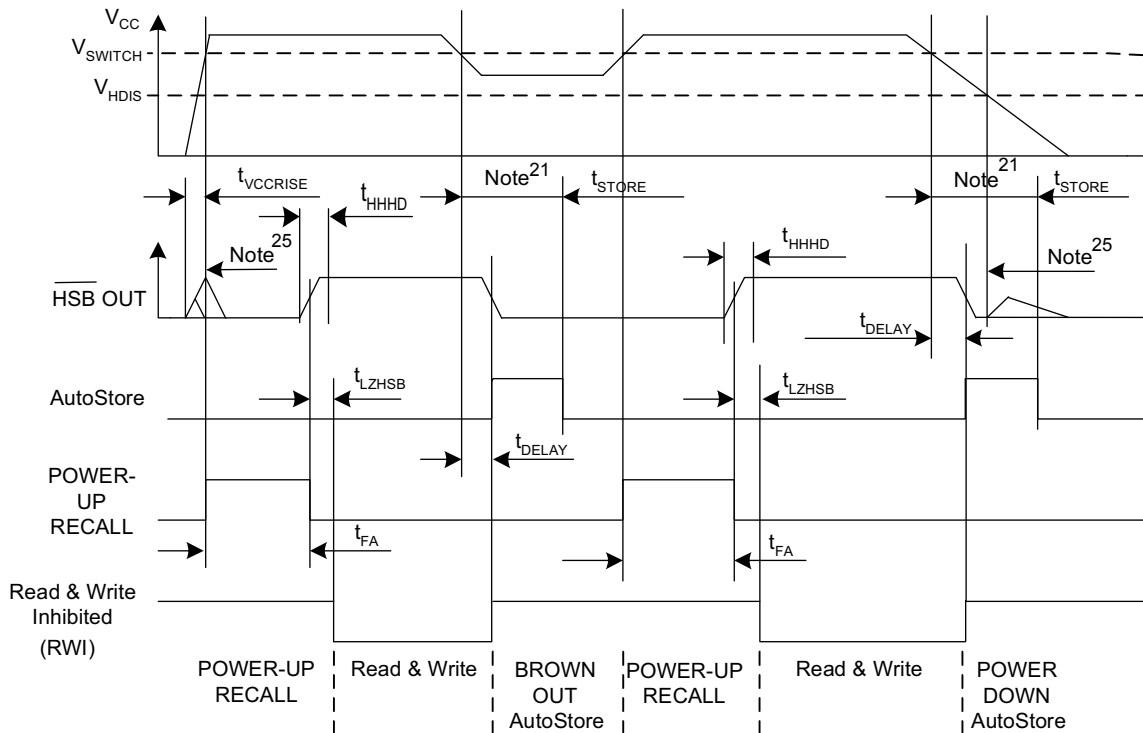 VCC
VSWITCH
VHDIS
tVCCRISE
Note21
tSTORE
Note21
tSTORE
tHHHD
Note25
tHHHD
Note25
HSB OUT
tDELAY
tLZHSB
tLZHSB
AutoStore
tDELAY
POWER-
UP
RECALL
tFA
tFA
Read & Write
Inhibited
(RWI)
POWER-UP
RECALL
Read & Write
BROWN
OUT
AutoStore
POWER-UP
RECALL
Read & Write
POWER
DOWN
AutoStore